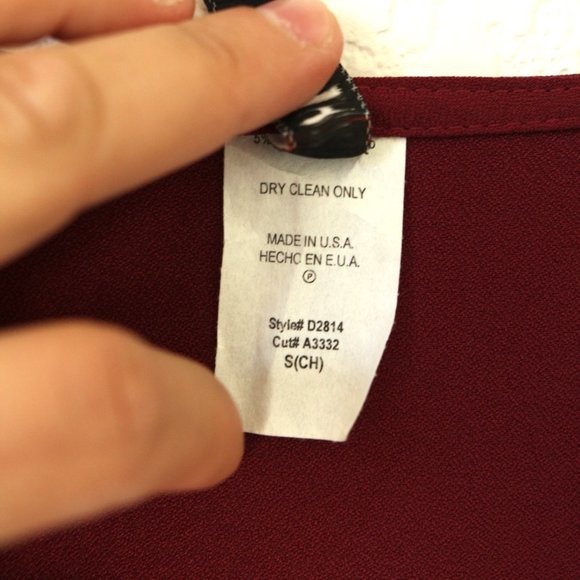 DRY CLEAN ONLY
MADE IN U.S.A.
HECHO EN E.U.A.
Ⓟ
Style# D2814
Cut# A3332
S(CH)